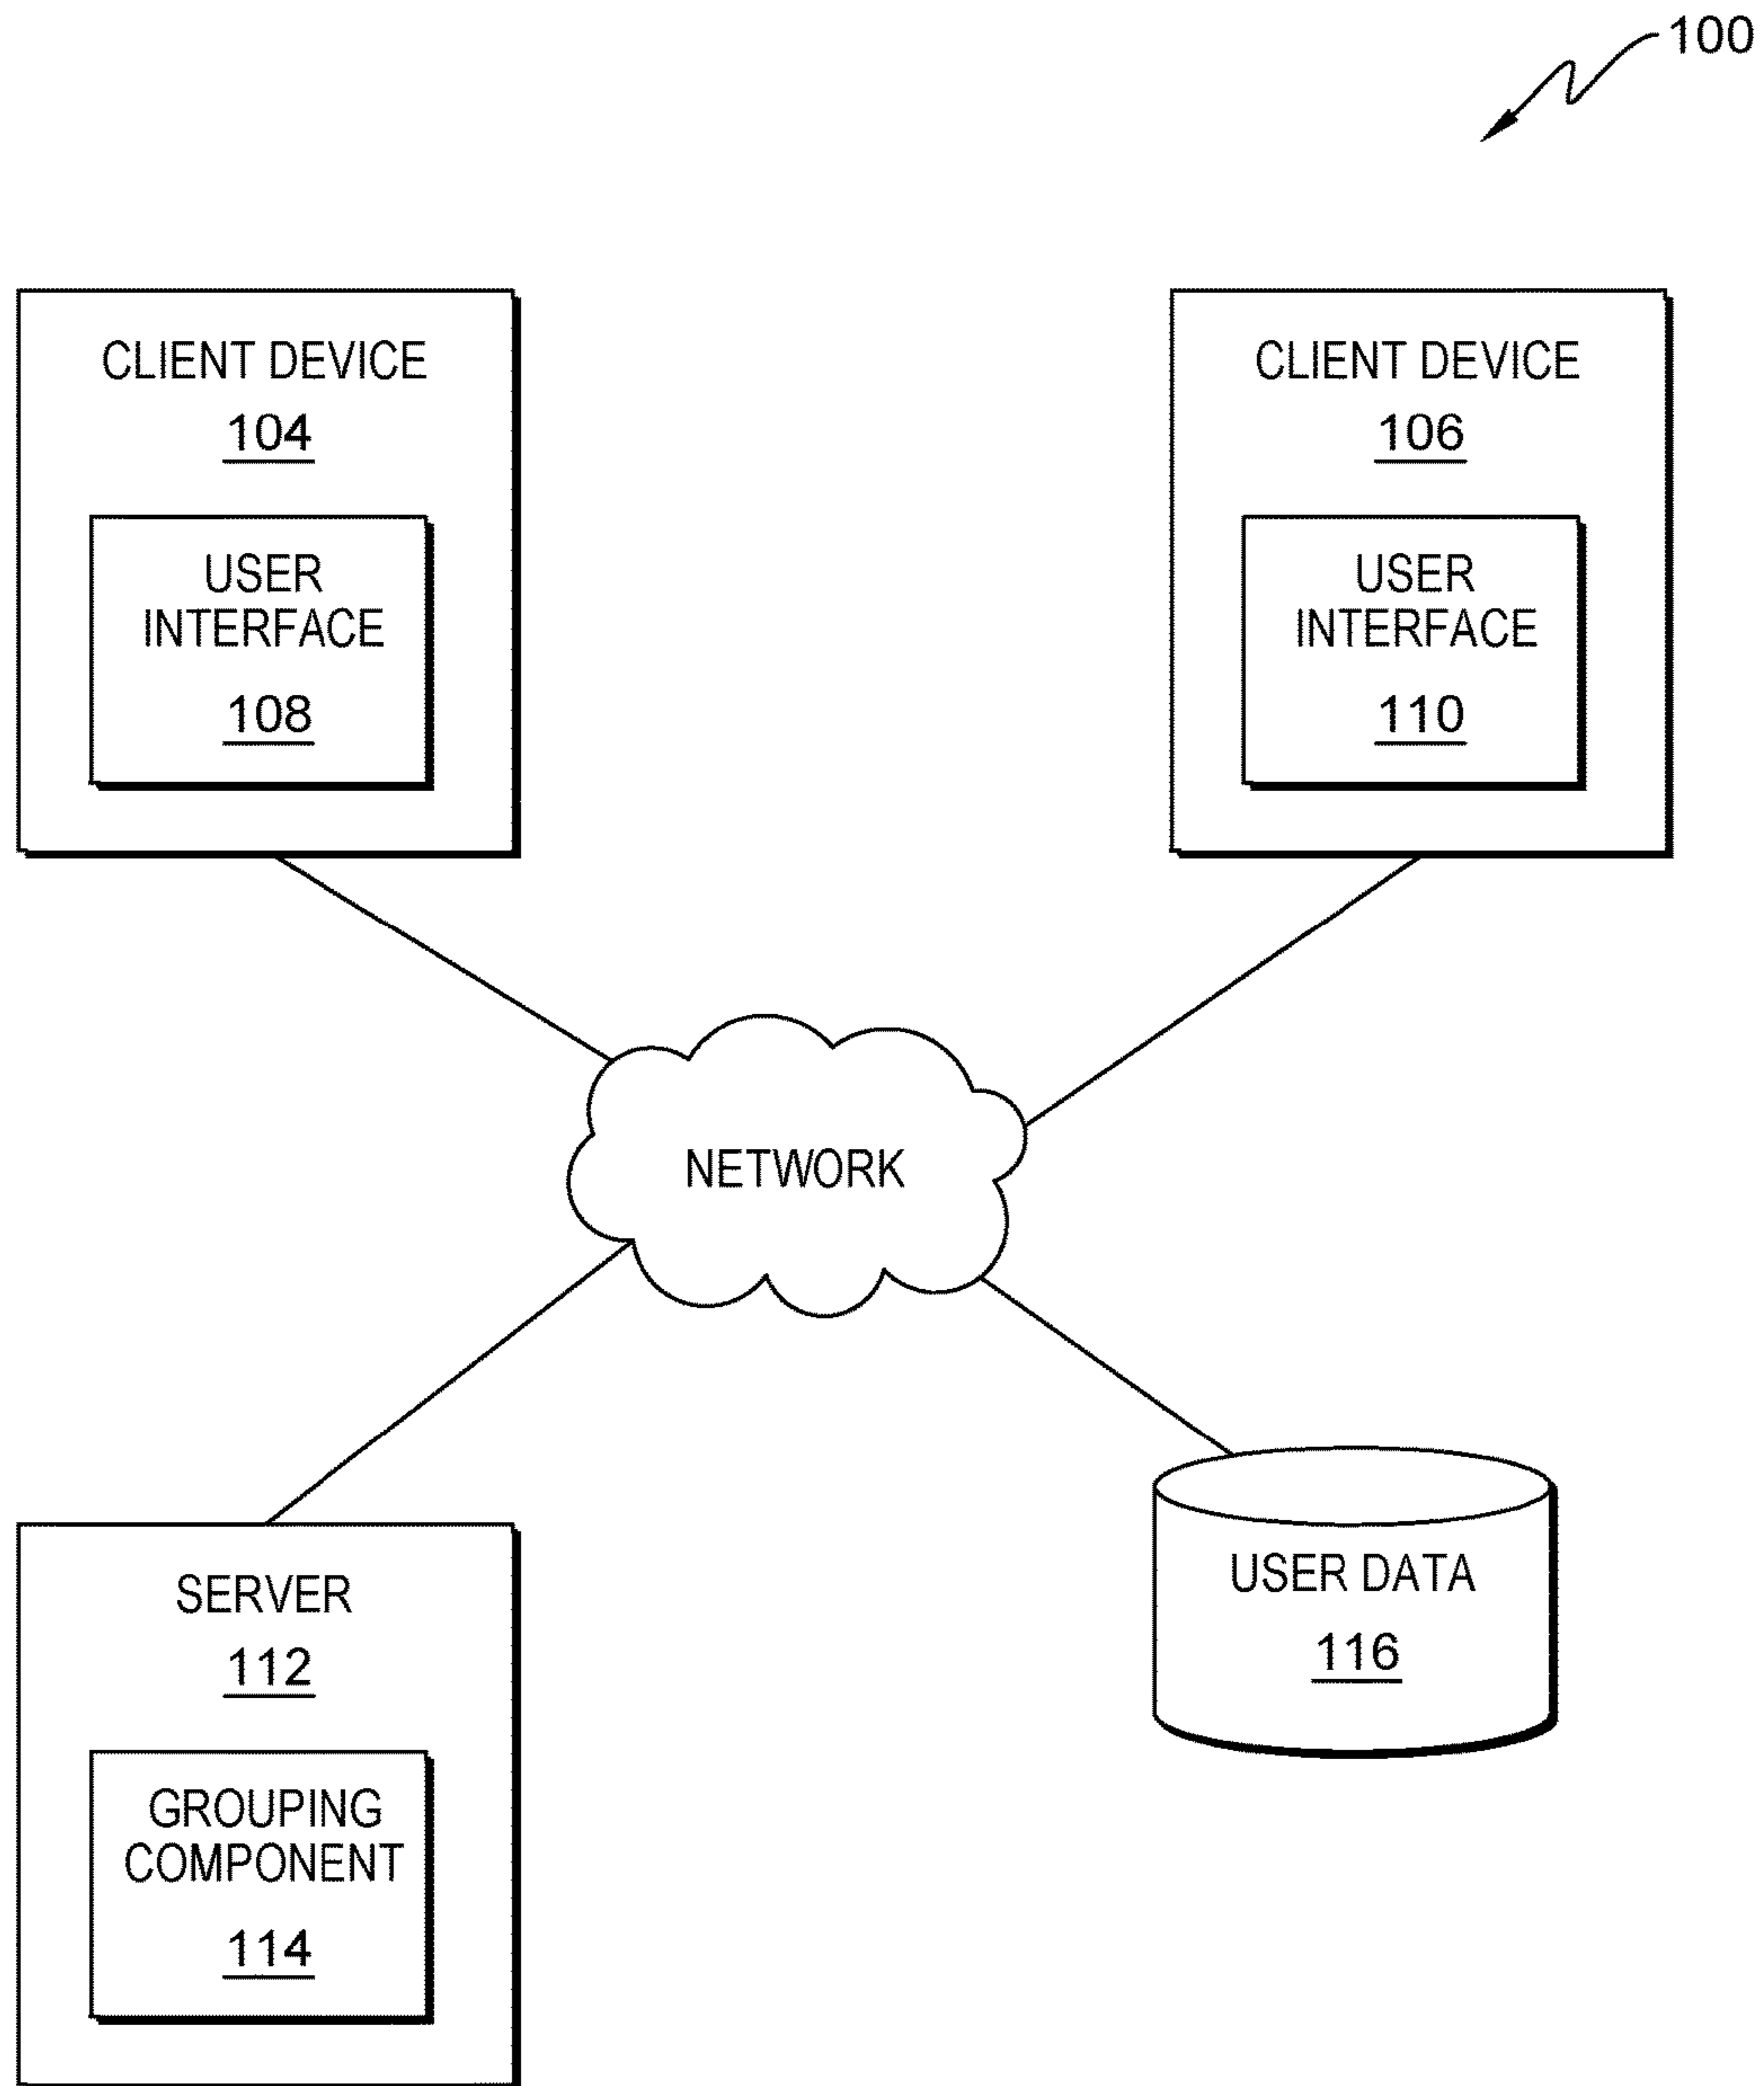 100
CLIENT DEVICE
104
USER
INTERFACE
108
CLIENT DEVICE
106
USER
INTERFACE
110
NETWORK
SERVER
112
GROUPING
COMPONENT
114
USER DATA
116